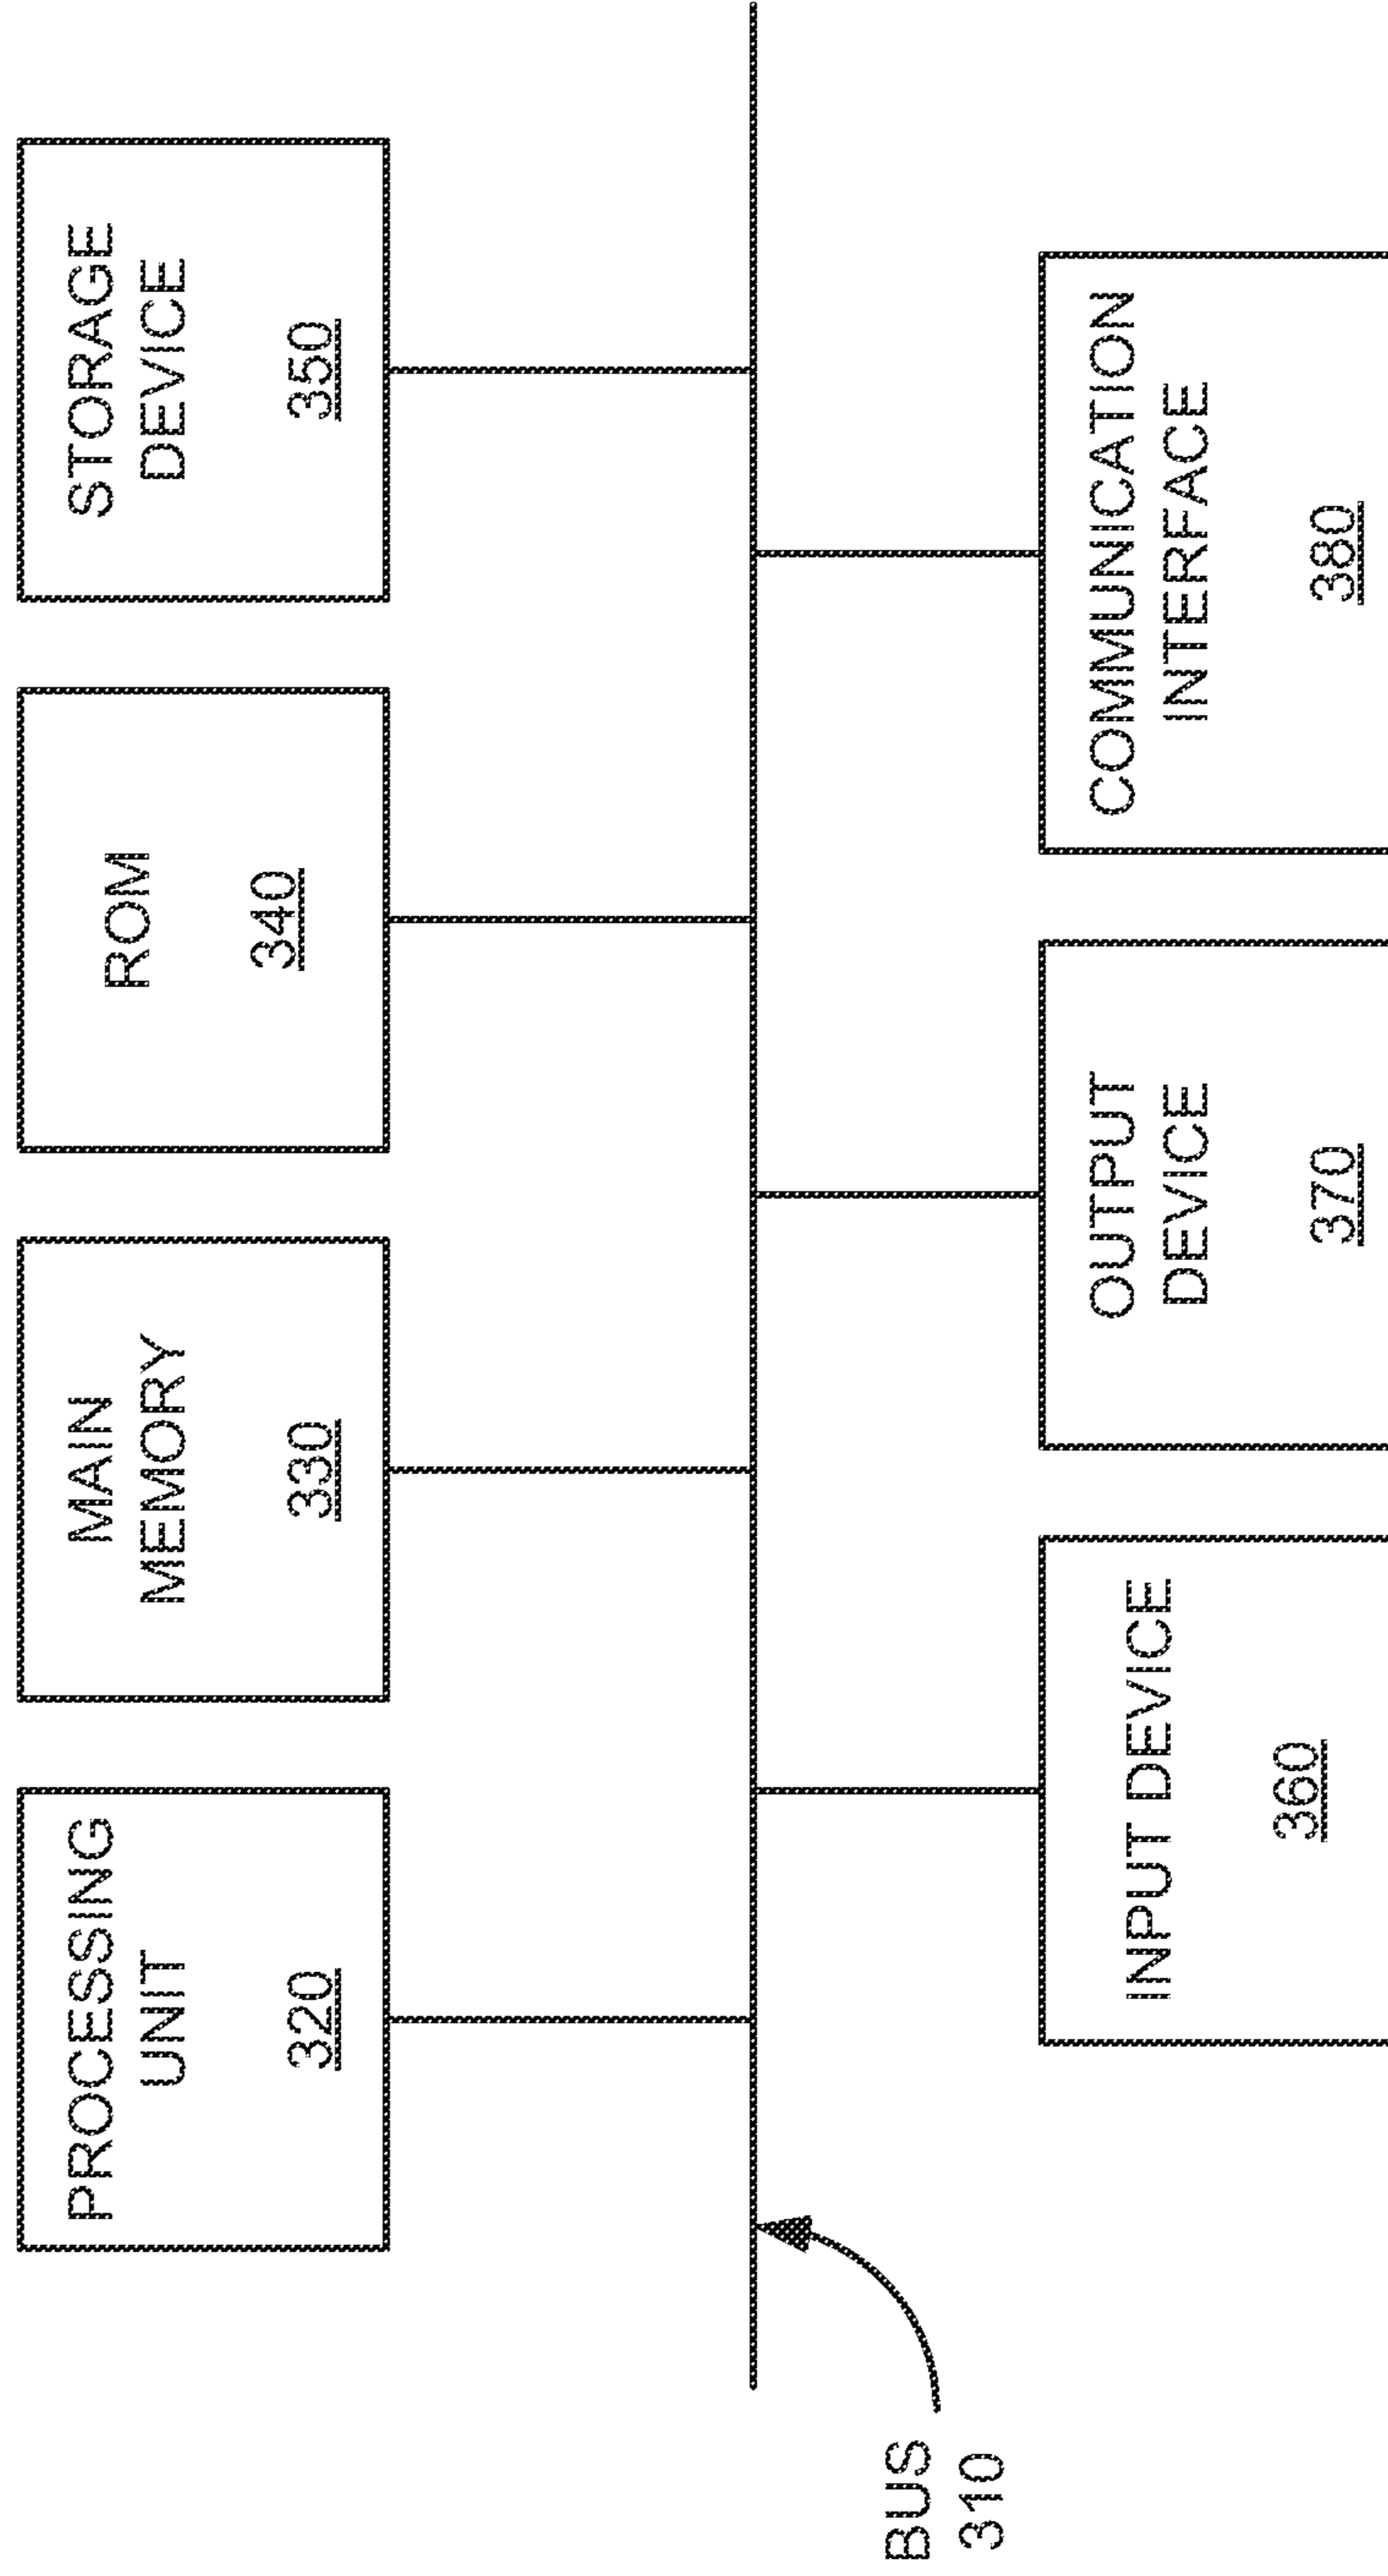 PROCESSING
UNIT
320
MAIN
MEMORY
330
ROM
340
STORAGE
DEVICE
350
BUS
310
INPUT DEVICE
360
OUTPUT
DEVICE
370
COMMUNICATION
INTERFACE
380